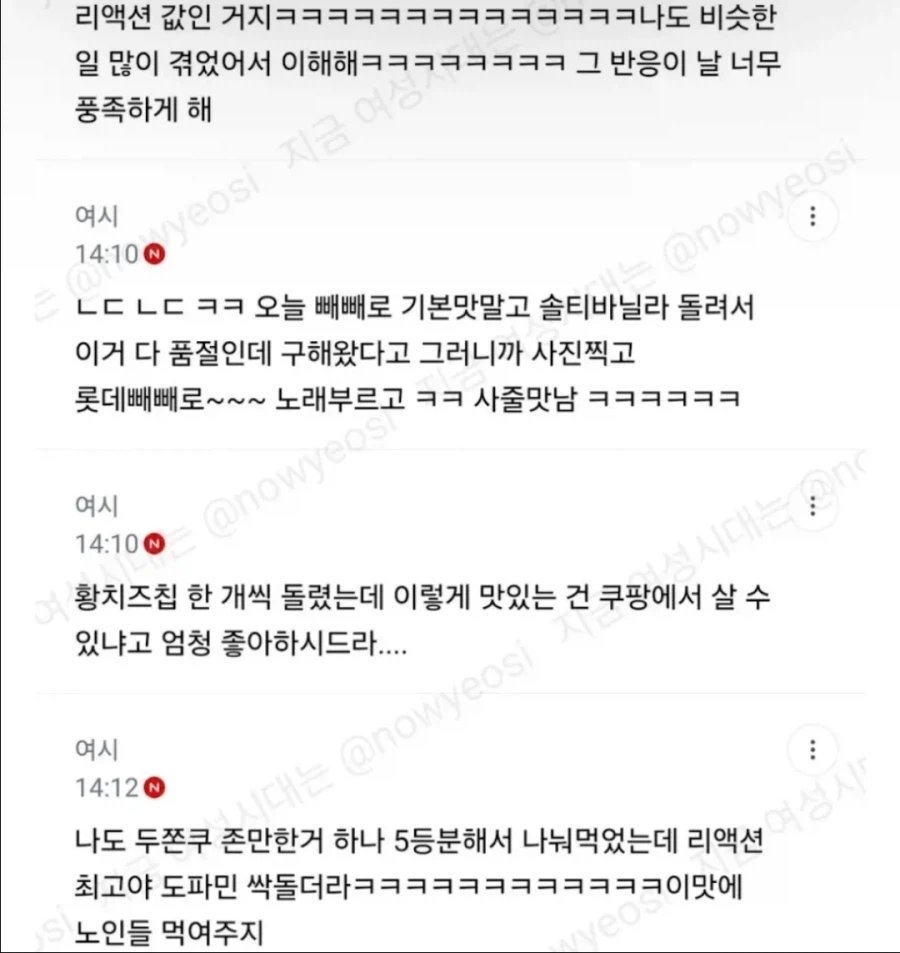 리액션 값인 거지ㅋㅋㅋㅋㅋㅋㅋㅋㅋㅋㅋㅋㅋㅋ나도 비슷한
일 많이 겪었어서 이해해ㅋㅋㅋㅋㅋㅋㅋㅋ 그 반응이 날 너무
풍족하게 해
여시
14:10 N
ㄴㄷ ㄴㄷ ㅋㅋ 오늘 빼빼로 기본맛말고 솔티바닐라 돌려서
이거 다 품절인데 구해왔다고 그러니까 사진찍고
롯데빼빼로~~~ 노래부르고 ㅋㅋ 사줄맛남 ㅋㅋㅋㅋㅋㅋ
여시
14:10 N
황치즈칩 한 개씩 돌렸는데 이렇게 맛있는 건 쿠팡에서 살 수
있냐고 엄청 좋아하시드라....
여시
14:12 N
나도 두쫀쿠 존만한거 하나 5등분해서 나눠먹었는데 리액션
최고야 도파민 싹돌더라ㅋㅋㅋㅋㅋㅋㅋㅋㅋㅋㅋㅋ이맛에
노인들 먹여주지
지금 여성시대는 @nowyeosi